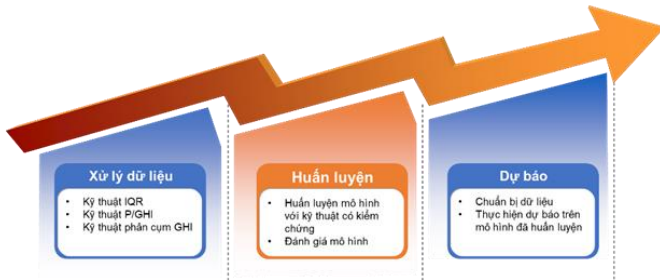 Xử lý dữ liệu
• Kỹ thuật IQR
• Kỹ thuật P/GHI
• Kỹ thuật phân cụm GHI
Huấn luyện
• Huấn luyện mô hình
với kỹ thuật có kiểm
chứng
• Đánh giá mô hình
Dự báo
• Chuẩn bị dữ liệu
• Thực hiện dự báo trên
mô hình đã huấn luyện